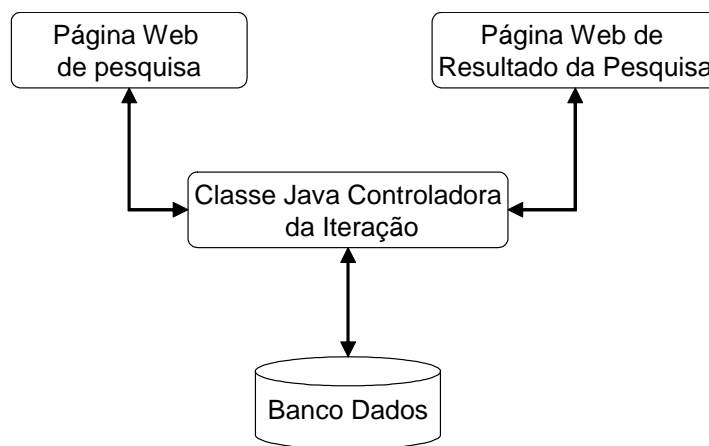 Página Web
de pesquisa
Página Web de
Resultado da Pesquisa
Classe Java Controladora
da Iteração
Banco Dados